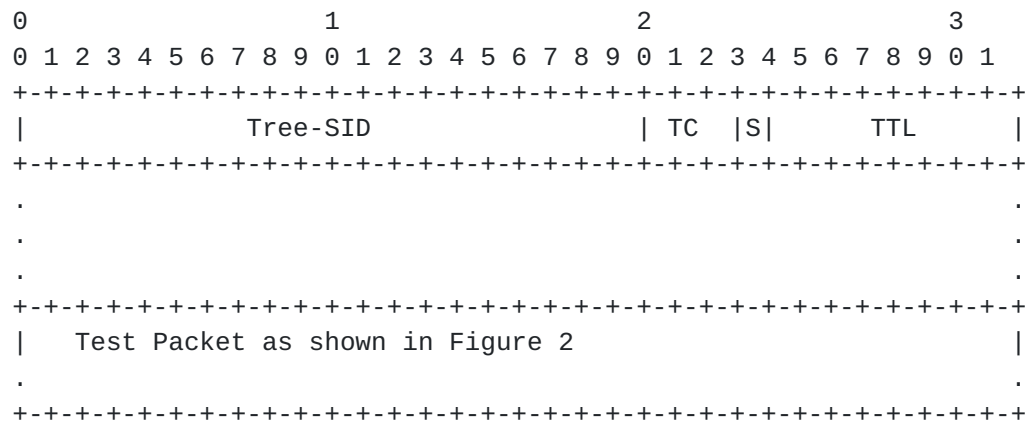 0                   1                   2                   3
0 1 2 3 4 5 6 7 8 9 0 1 2 3 4 5 6 7 8 9 0 1 2 3 4 5 6 7 8 9 0 1
+-+-+-+-+-+-+-+-+-+-+-+-+-+-+-+-+-+-+-+-+-+-+-+-+-+-+-+-+-+-+-+-+
|              Tree-SID                 | TC  |S|      TTL      |
+-+-+-+-+-+-+-+-+-+-+-+-+-+-+-+-+-+-+-+-+-+-+-+-+-+-+-+-+-+-+-+-+
.                                                               .
.                                                               .
.                                                               .
+-+-+-+-+-+-+-+-+-+-+-+-+-+-+-+-+-+-+-+-+-+-+-+-+-+-+-+-+-+-+-+-+
|   Test Packet as shown in Figure 2                            |
.                                                               .
+-+-+-+-+-+-+-+-+-+-+-+-+-+-+-+-+-+-+-+-+-+-+-+-+-+-+-+-+-+-+-+-+